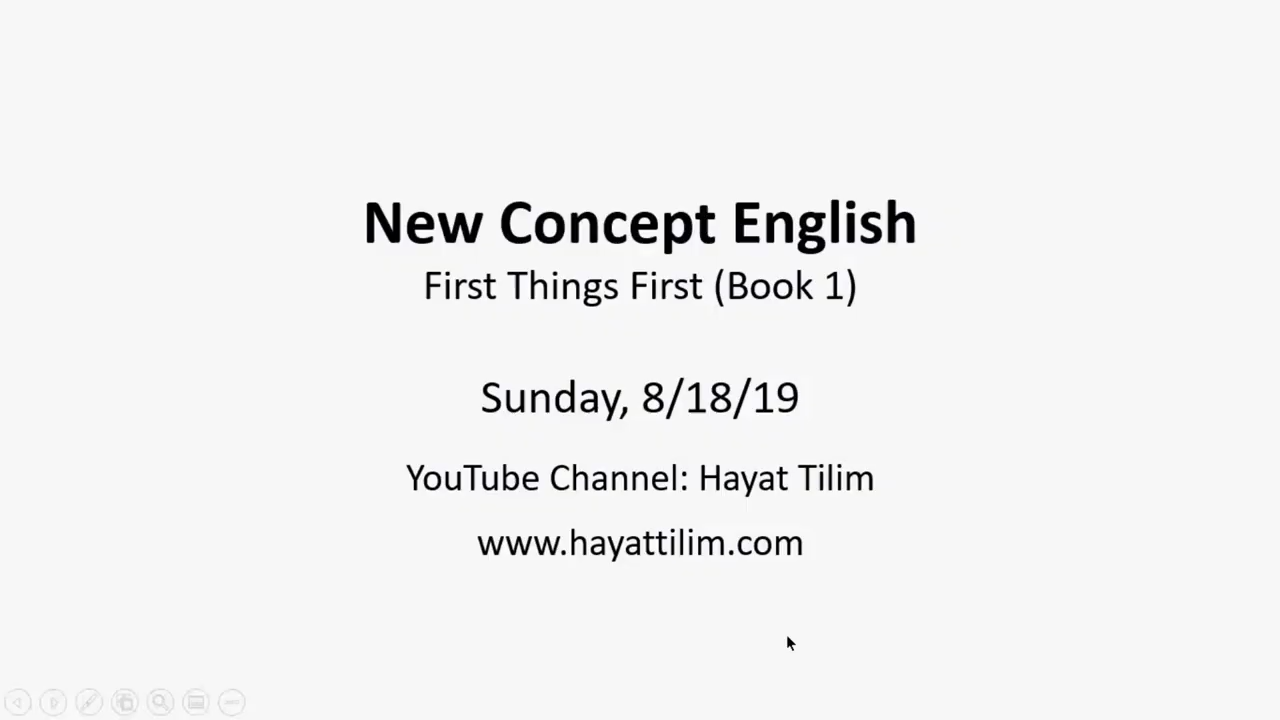 New Concept English
First Things First (Book 1)
Sunday, 8/18/19
YouTube Channel: Hayat Tilim
www.hayattilim.com